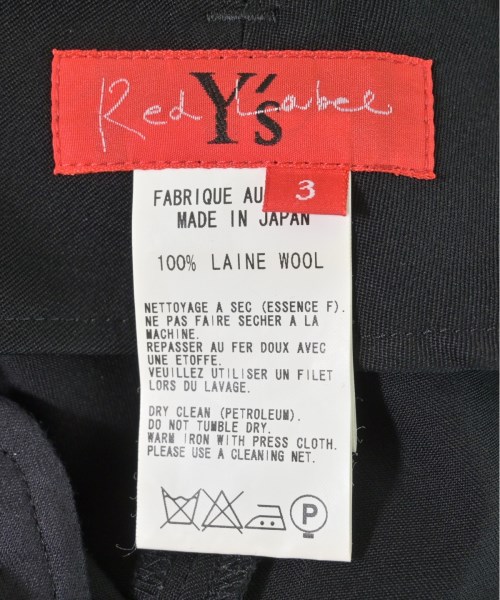 Red Label
Y's
3
FABRIQUE AU
MADE IN JAPAN
100% LAINE WOOL
NETTOYAGE A SEC (ESSENCE F).
NE PAS FAIRE SECHER A LA
MACHINE.
REPASSER AU FER DOUX AVEC
UNE ETOFFE.
VEUILLEZ UTILISER UN FILET
LORS DU LAVAGE.
DRY CLEAN (PETROLEUM).
DO NOT TUMBLE DRY.
WARM IRON WITH PRESS CLOTH.
PLEASE USE A CLEANING NET.
P